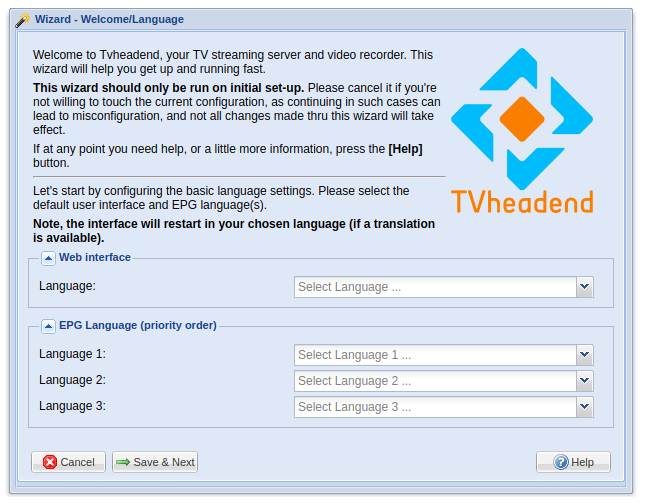 Wizard - Welcome/Language
Welcome to Tvheadend, your TV streaming server and video recorder. This
wizard will help you get up and running fast.
This wizard should only be run on initial set-up. Please cancel it if you're
not willing to touch the current configuration, as continuing in such cases can
lead to misconfiguration, and not all changes made thru this wizard will take
effect.
If at any point you need help, or a little more information, press the [Help]
button.
TVheadend
Let's start by configuring the basic language settings. Please select the
default user interface and EPG language(s).
Note, the interface will restart in your chosen language (if a translation
is available).
Web interface
Language: Select Language ...
EPG Language (priority order)
Language 1: Select Language 1 ...
Language 2: Select Language 2 ...
Language 3: Select Language 3 ...
Cancel Save & Next Help